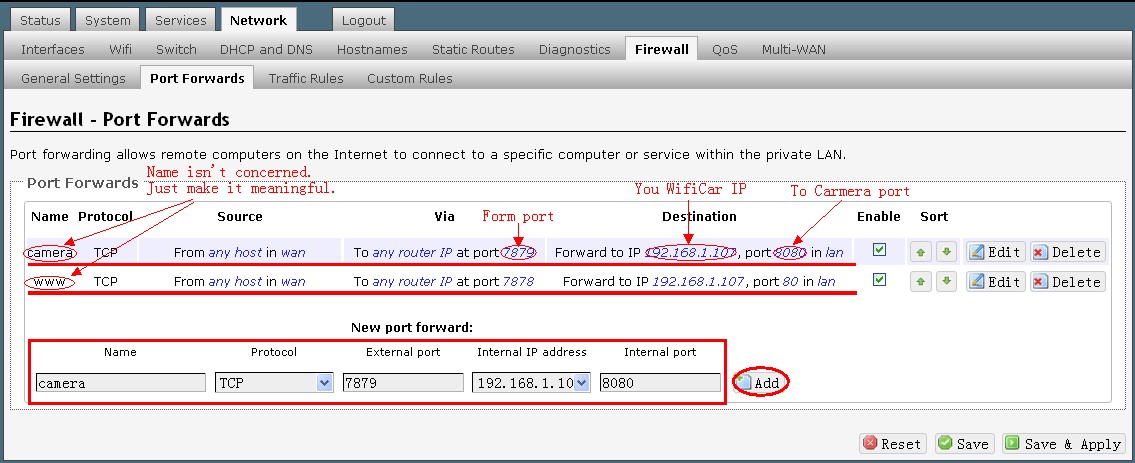 Status System Services Network Logout
Interfaces Wifi Switch DHCP and DNS Hostnames Static Routes Diagnostics Firewall QoS Multi-WAN
General Settings Port Forwards Traffic Rules Custom Rules
Firewall - Port Forwards
Port forwarding allows remote computers on the Internet to connect to a specific computer or service within the private LAN.
Name isn't concerned.
Just make it meaningful.
Port Forwards
You WifiCar IP To Carmera port
Form port
Name Protocol Source Via Destination Enable Sort
camera TCP From any host in wan To any router IP at port 7879 Forward to IP 192.168.1.107, port 8080 in lan Edit Delete
www TCP From any host in wan To any router IP at port 7878 Forward to IP 192.168.1.107, port 80 in lan Edit Delete
New port forward:
Name Protocol External port Internal IP address Internal port
camera TCP 7879 192.168.1.10 8080 Add
Reset Save Save & Apply